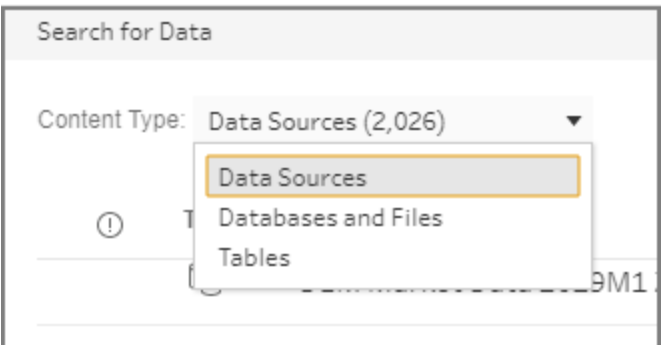 Search for Data
Content Type: Data Sources (2,026)
Data Sources
Databases and Files
Tables